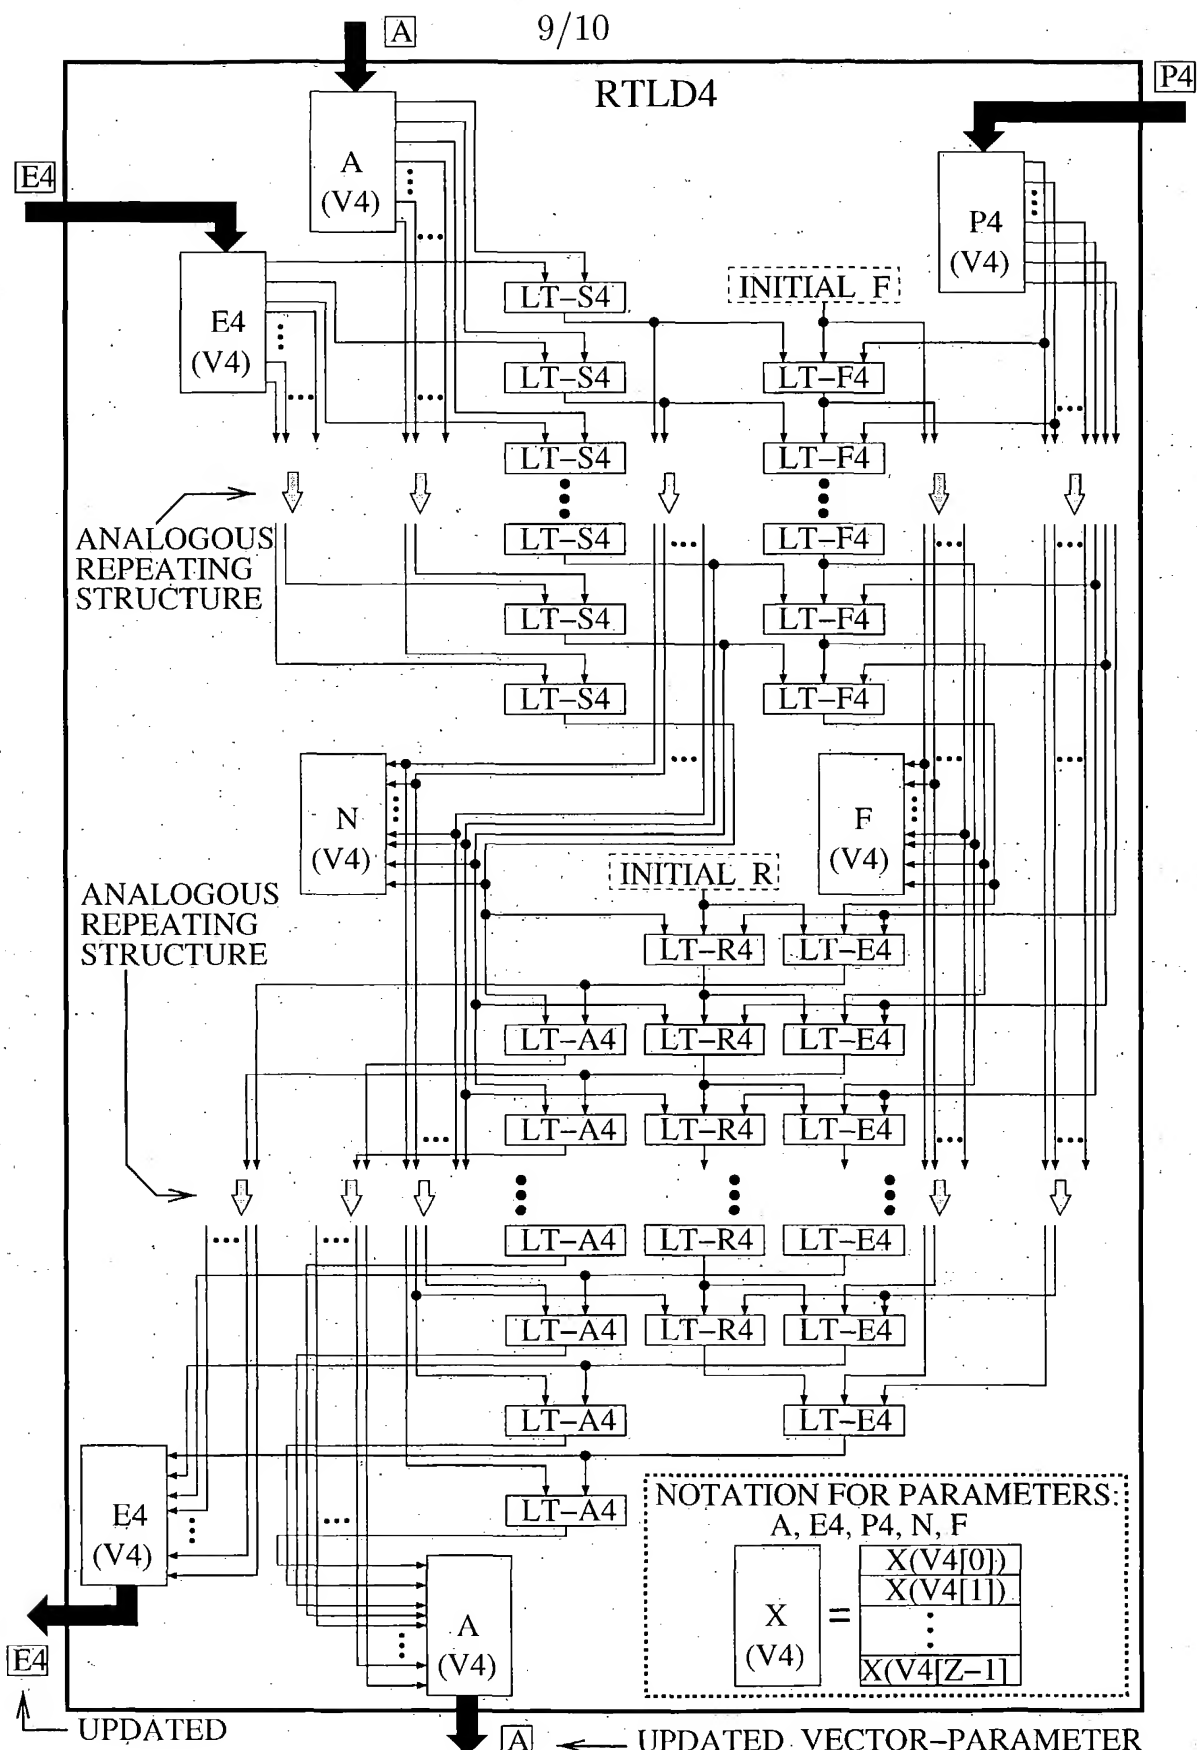 9/10
A
RTLD4
P4
A
(V4)
E4
P4
(V4)
E4
(V4)
LT-S4
INITIAL F
LT-S4
LT-F4
LT-S4
LT-F4
ANALOGOUS
REPEATING
STRUCTURE
LT-S4
LT-F4
LT-S4
LT-F4
LT-S4
LT-F4
N
(V4)
F
(V4)
INITIAL R
ANALOGOUS
REPEATING
STRUCTURE
LT-R4
LT-E4
LT-A4
LT-R4
LT-E4
LT-A4
LT-R4
LT-E4
LT-A4
LT-R4
LT-E4
LT-A4
LT-R4
LT-E4
LT-A4
LT-E4
LT-A4
E4
(V4)
NOTATION FOR PARAMETERS:
A, E4, P4, N, F
X
(V4)
=
X(V4[0])
X(V4[1])
X(V4[Z-1]
A
(V4)
E4
UPDATED
A
UPDATED VECTOR-PARAMETER